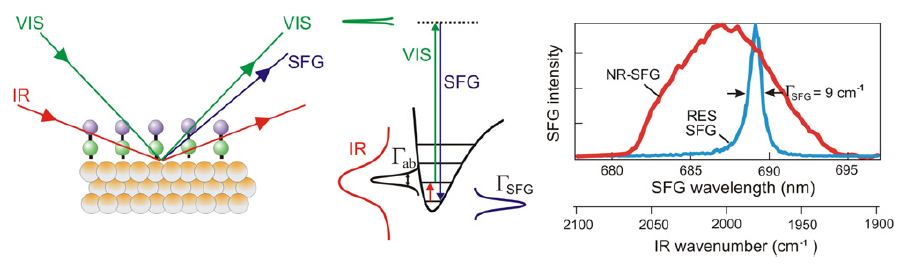 VIS
VIS
SFG
IR
VIS
SFG
IR
Γab
ΓSFG
SFG intensity
NR-SFG
RES
SFG
ΓSFG = 9 cm-1
680 685 690 695
SFG wavelength (nm)
2100 2050 2000 1950 1900
IR wavenumber (cm-1)